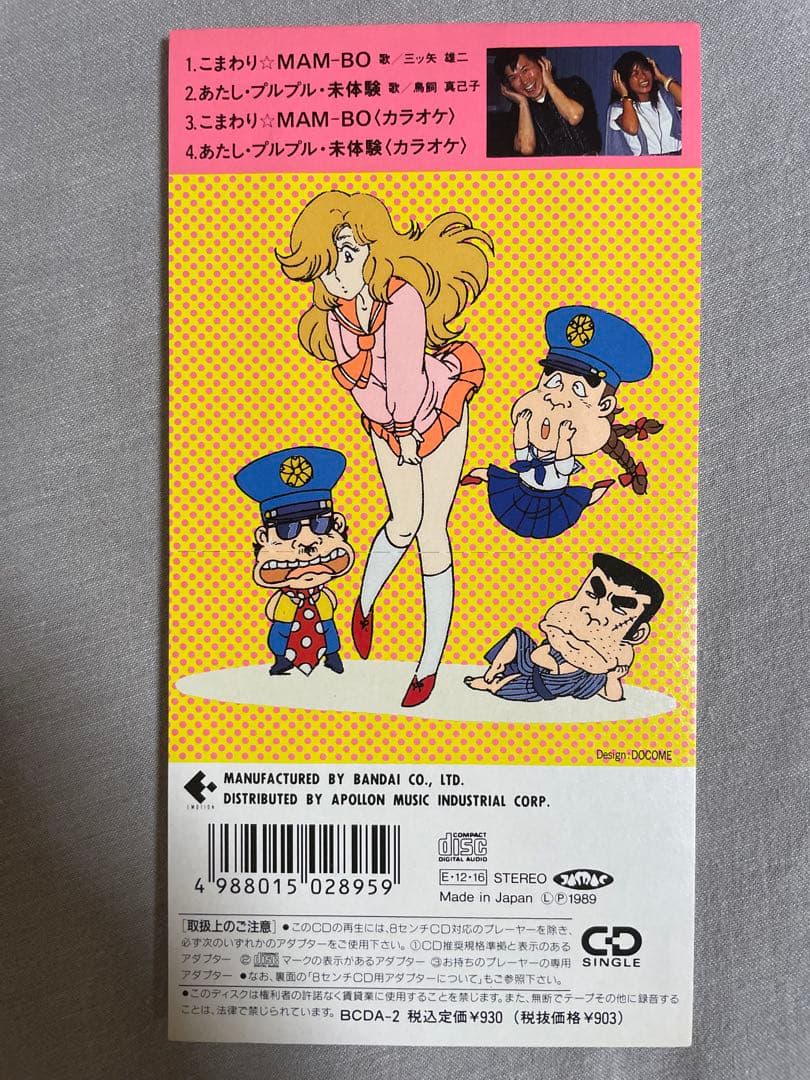 1.こまわり☆MAM-BO 歌／三ッ矢 雄二
2.あたし・プルプル・未体験 歌／鳥飼 真己子
3.こまわり☆MAM-BO〈カラオケ〉
4.あたし・プルプル・未体験〈カラオケ〉
Design:DOCOME
EMOTION
MANUFACTURED BY BANDAI CO., LTD.
DISTRIBUTED BY APOLLON MUSIC INDUSTRIAL CORP.
4 988015 028959
COMPACT
disc
DIGITAL AUDIO
E・12・16 STEREO JASRAC
Made in Japan ⓁⓅ1989
[取扱上のご注意] ●このCDの再生には、8センチCD対応のプレーヤーを除き、
必ず次のいずれかのアダプターをご使用下さい。①CD推奨規格準拠と表示のある
アダプター ②disc マークの表示があるアダプター ③お持ちのプレーヤーの専用
アダプター ●なお、裏面の「8センチCD用アダプターについて」もご参照下さい。
CD
SINGLE
●このディスクは権利者の許諾なく賃貸業に使用することを禁じます。また、無断でテープその他に録音する
ことは、法律で禁じられています。 BCDA-2 税込定価¥930 (税抜価格¥903)